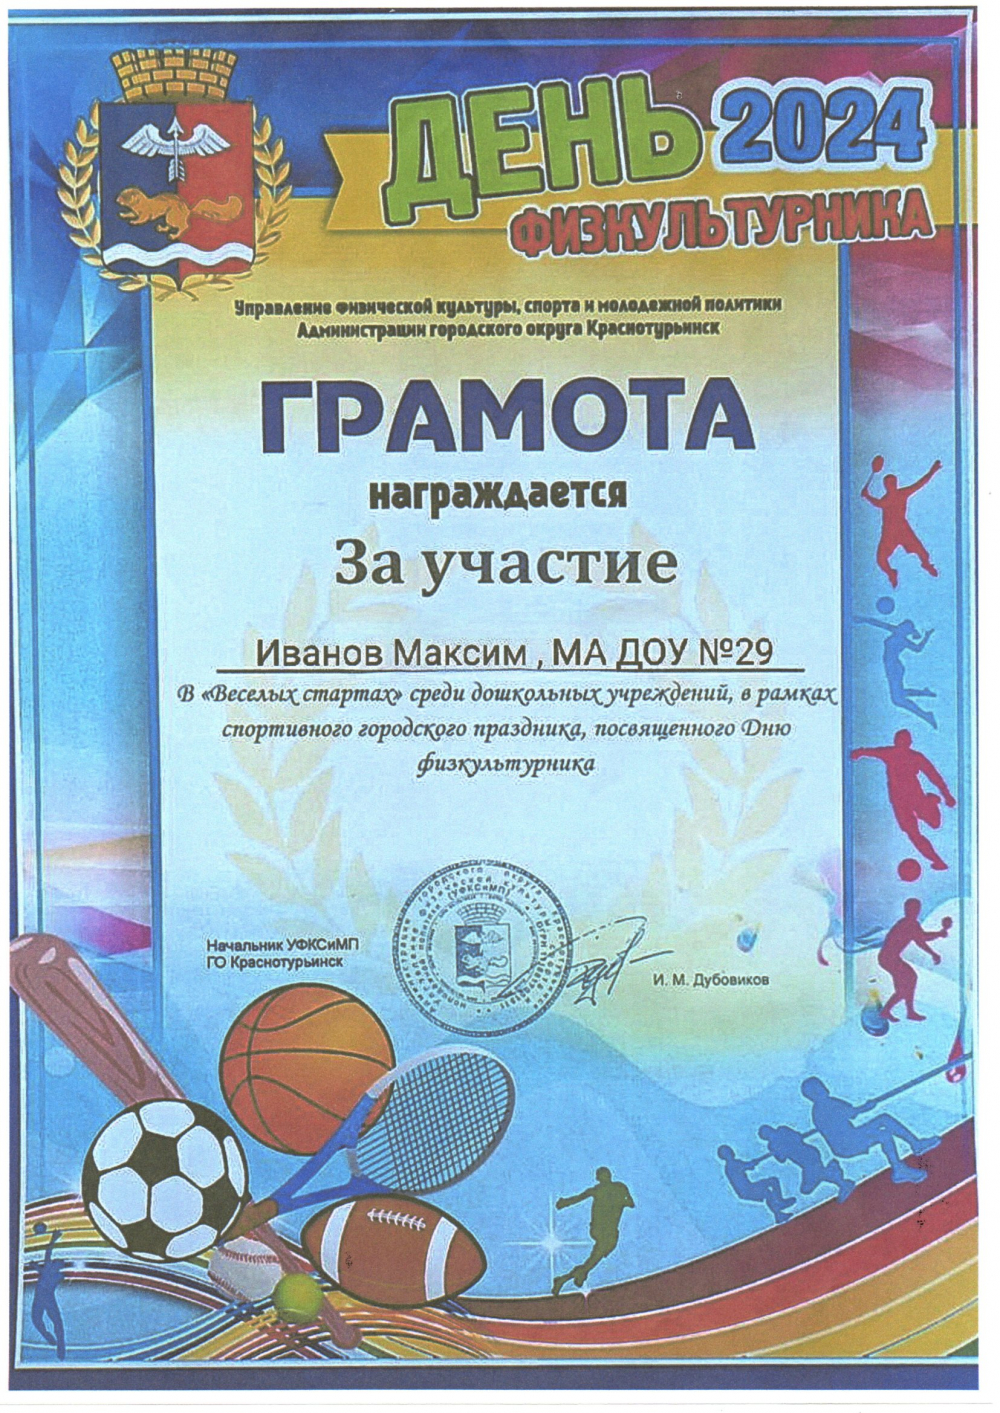 ДЕНЬ 2024
ФИЗКУЛЬТУРНИКА
Управление физической культуры, спорта и молодежной политики
Администрации городского округа Краснотурьинск
ГРАМОТА
награждается
За участие
Иванов Максим , МА ДОУ №29
В «Веселых стартах» среди дошкольных учреждений, в рамках
спортивного городского праздника, посвященного Дню
физкультурника
Начальник УФКСиМП
ГО Краснотурьинск
(УФКСиМП)
И. М. Дубовиков